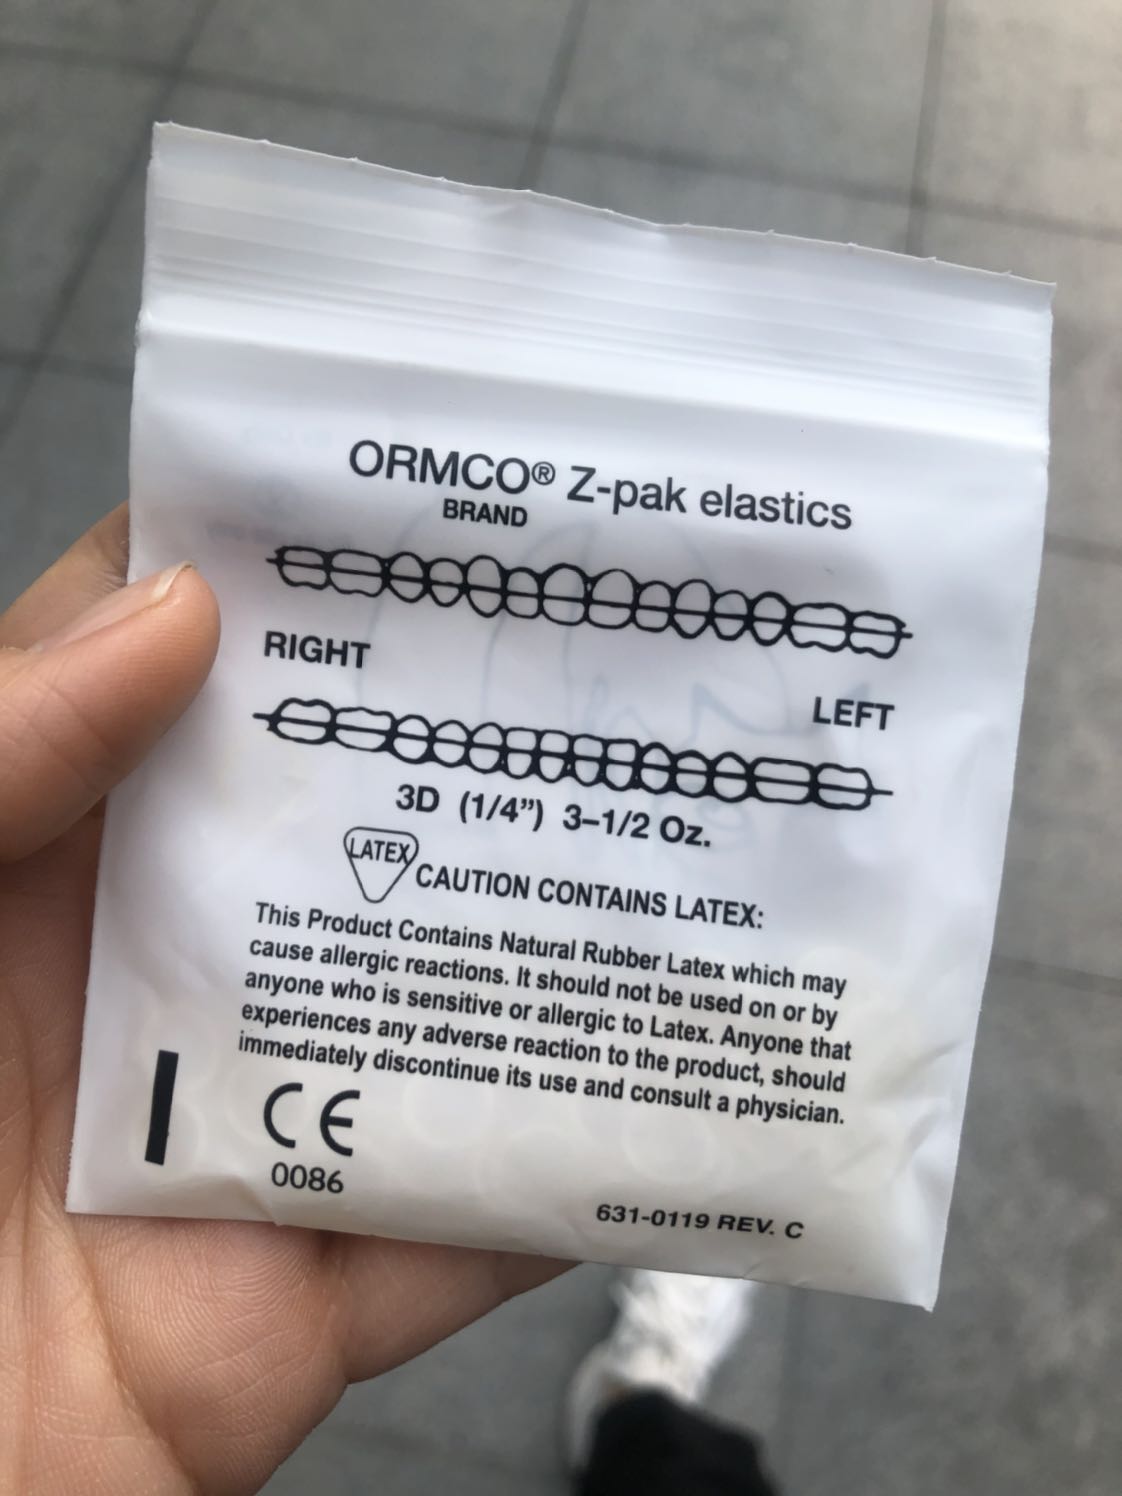 ORMCO® Z-pak elastics
BRAND
RIGHT
LEFT
3D (1/4”) 3–1/2 Oz.
LATEX
CAUTION CONTAINS LATEX:
This Product Contains Natural Rubber Latex which may
cause allergic reactions. It should not be used on or by
anyone who is sensitive or allergic to Latex. Anyone that
experiences any adverse reaction to the product, should
immediately discontinue its use and consult a physician.
CE
0086
631-0119 REV. C